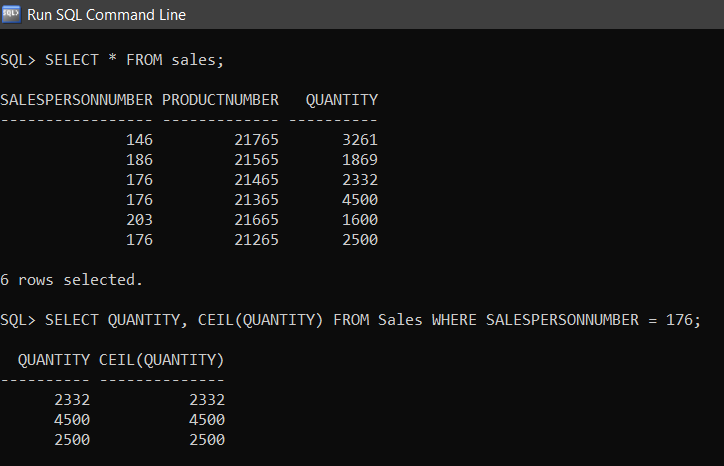 SQL>
Run SQL Command Line
SQL> SELECT * FROM sales;
SALESPERSONNUMBER PRODUCTNUMBER   QUANTITY
----------------- ------------- ----------
              146         21765       3261
              186         21565       1869
              176         21465       2332
              176         21365       4500
              203         21665       1600
              176         21265       2500
6 rows selected.
SQL> SELECT QUANTITY, CEIL(QUANTITY) FROM Sales WHERE SALESPERSONNUMBER = 176;
  QUANTITY CEIL(QUANTITY)
---------- --------------
      2332           2332
      4500           4500
      2500           2500